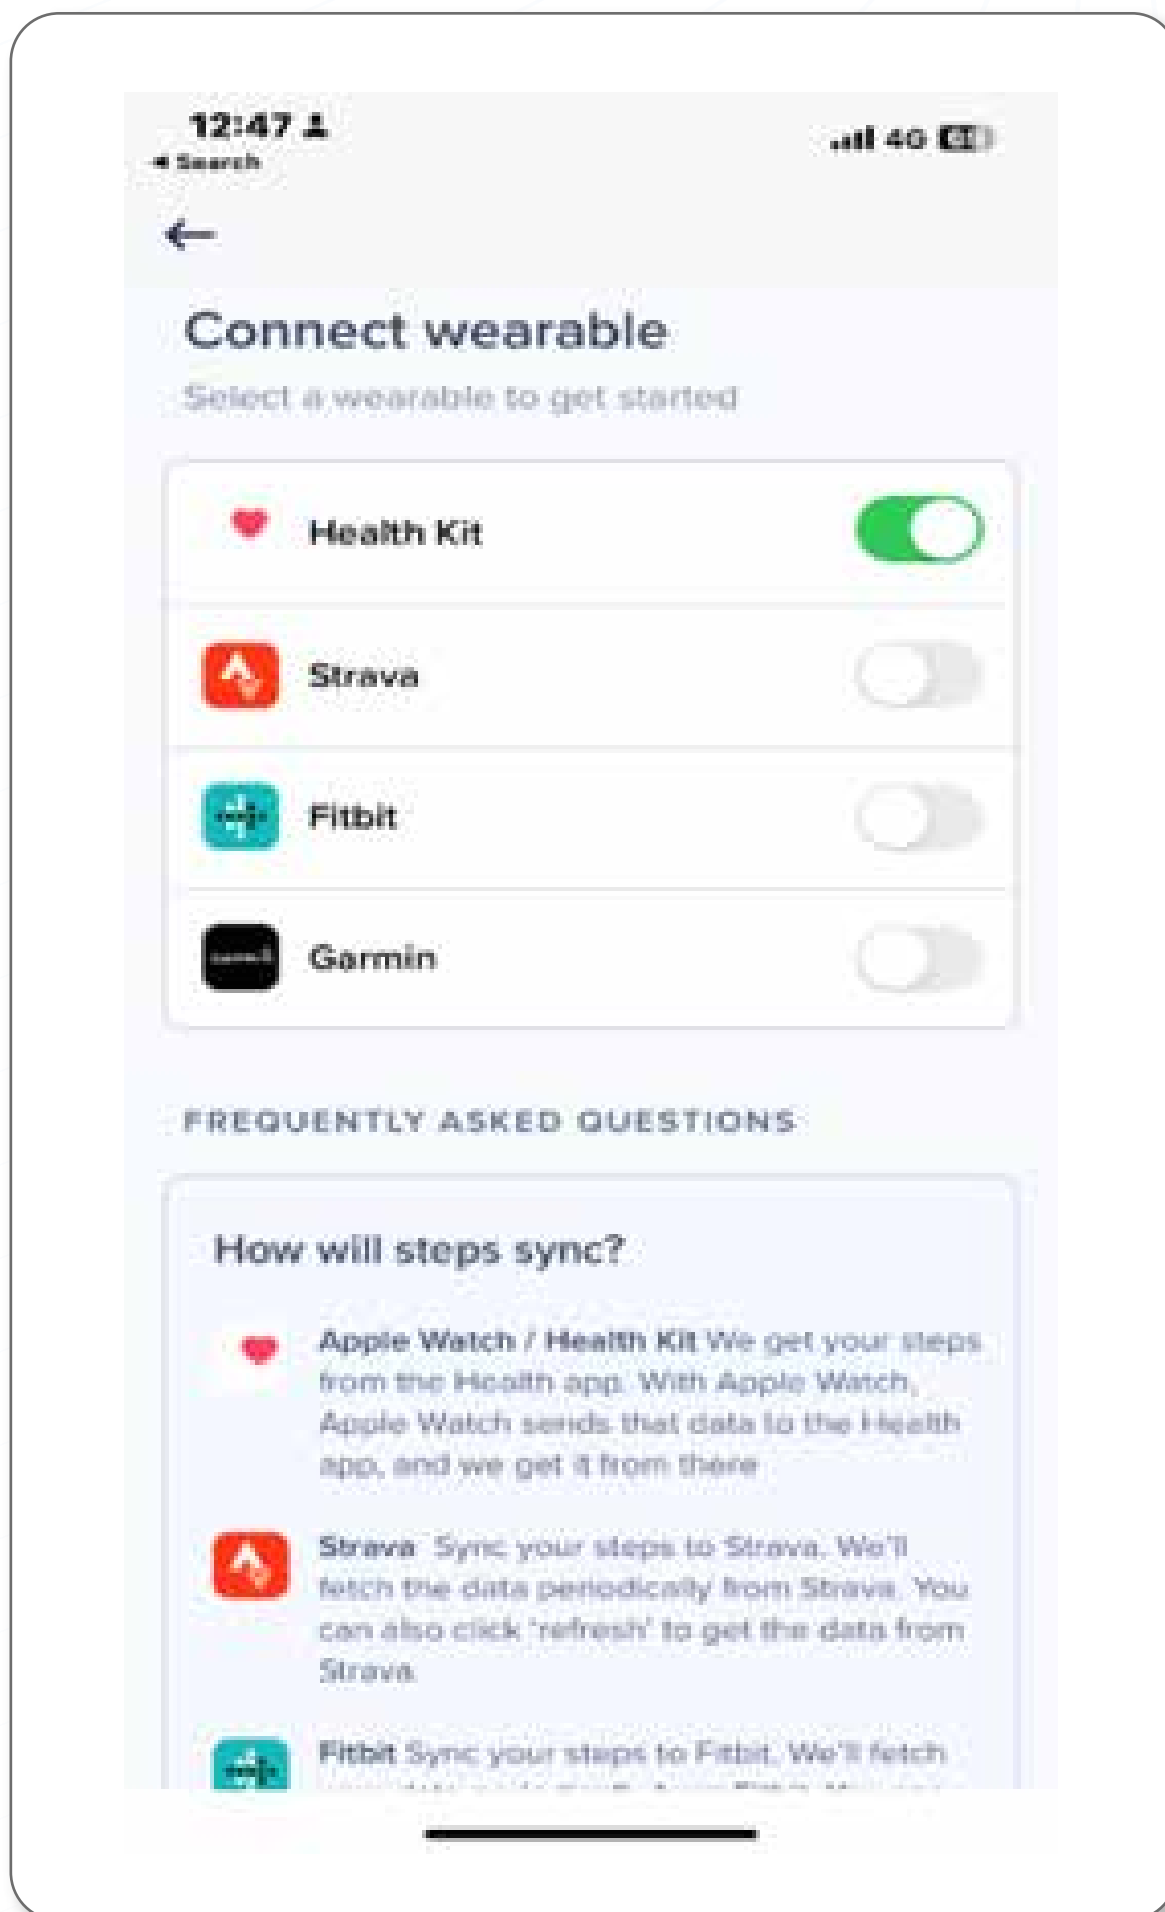 12:47
Search
4G
Connect wearable
Select a wearable to get started
Health Kit
Strava
Fitbit
Garmin
FREQUENTLY ASKED QUESTIONS
How will steps sync?
Apple Watch / Health Kit We get your steps
from the Health app. With Apple Watch,
Apple Watch sends that data to the Health
app, and we get it from there
Strava Sync your steps to Strava. We'll
fetch the data periodically from Strava. You
can also click 'refresh' to get the data from
Strava.
Fitbit Sync your steps to Fitbit. We'll fetch